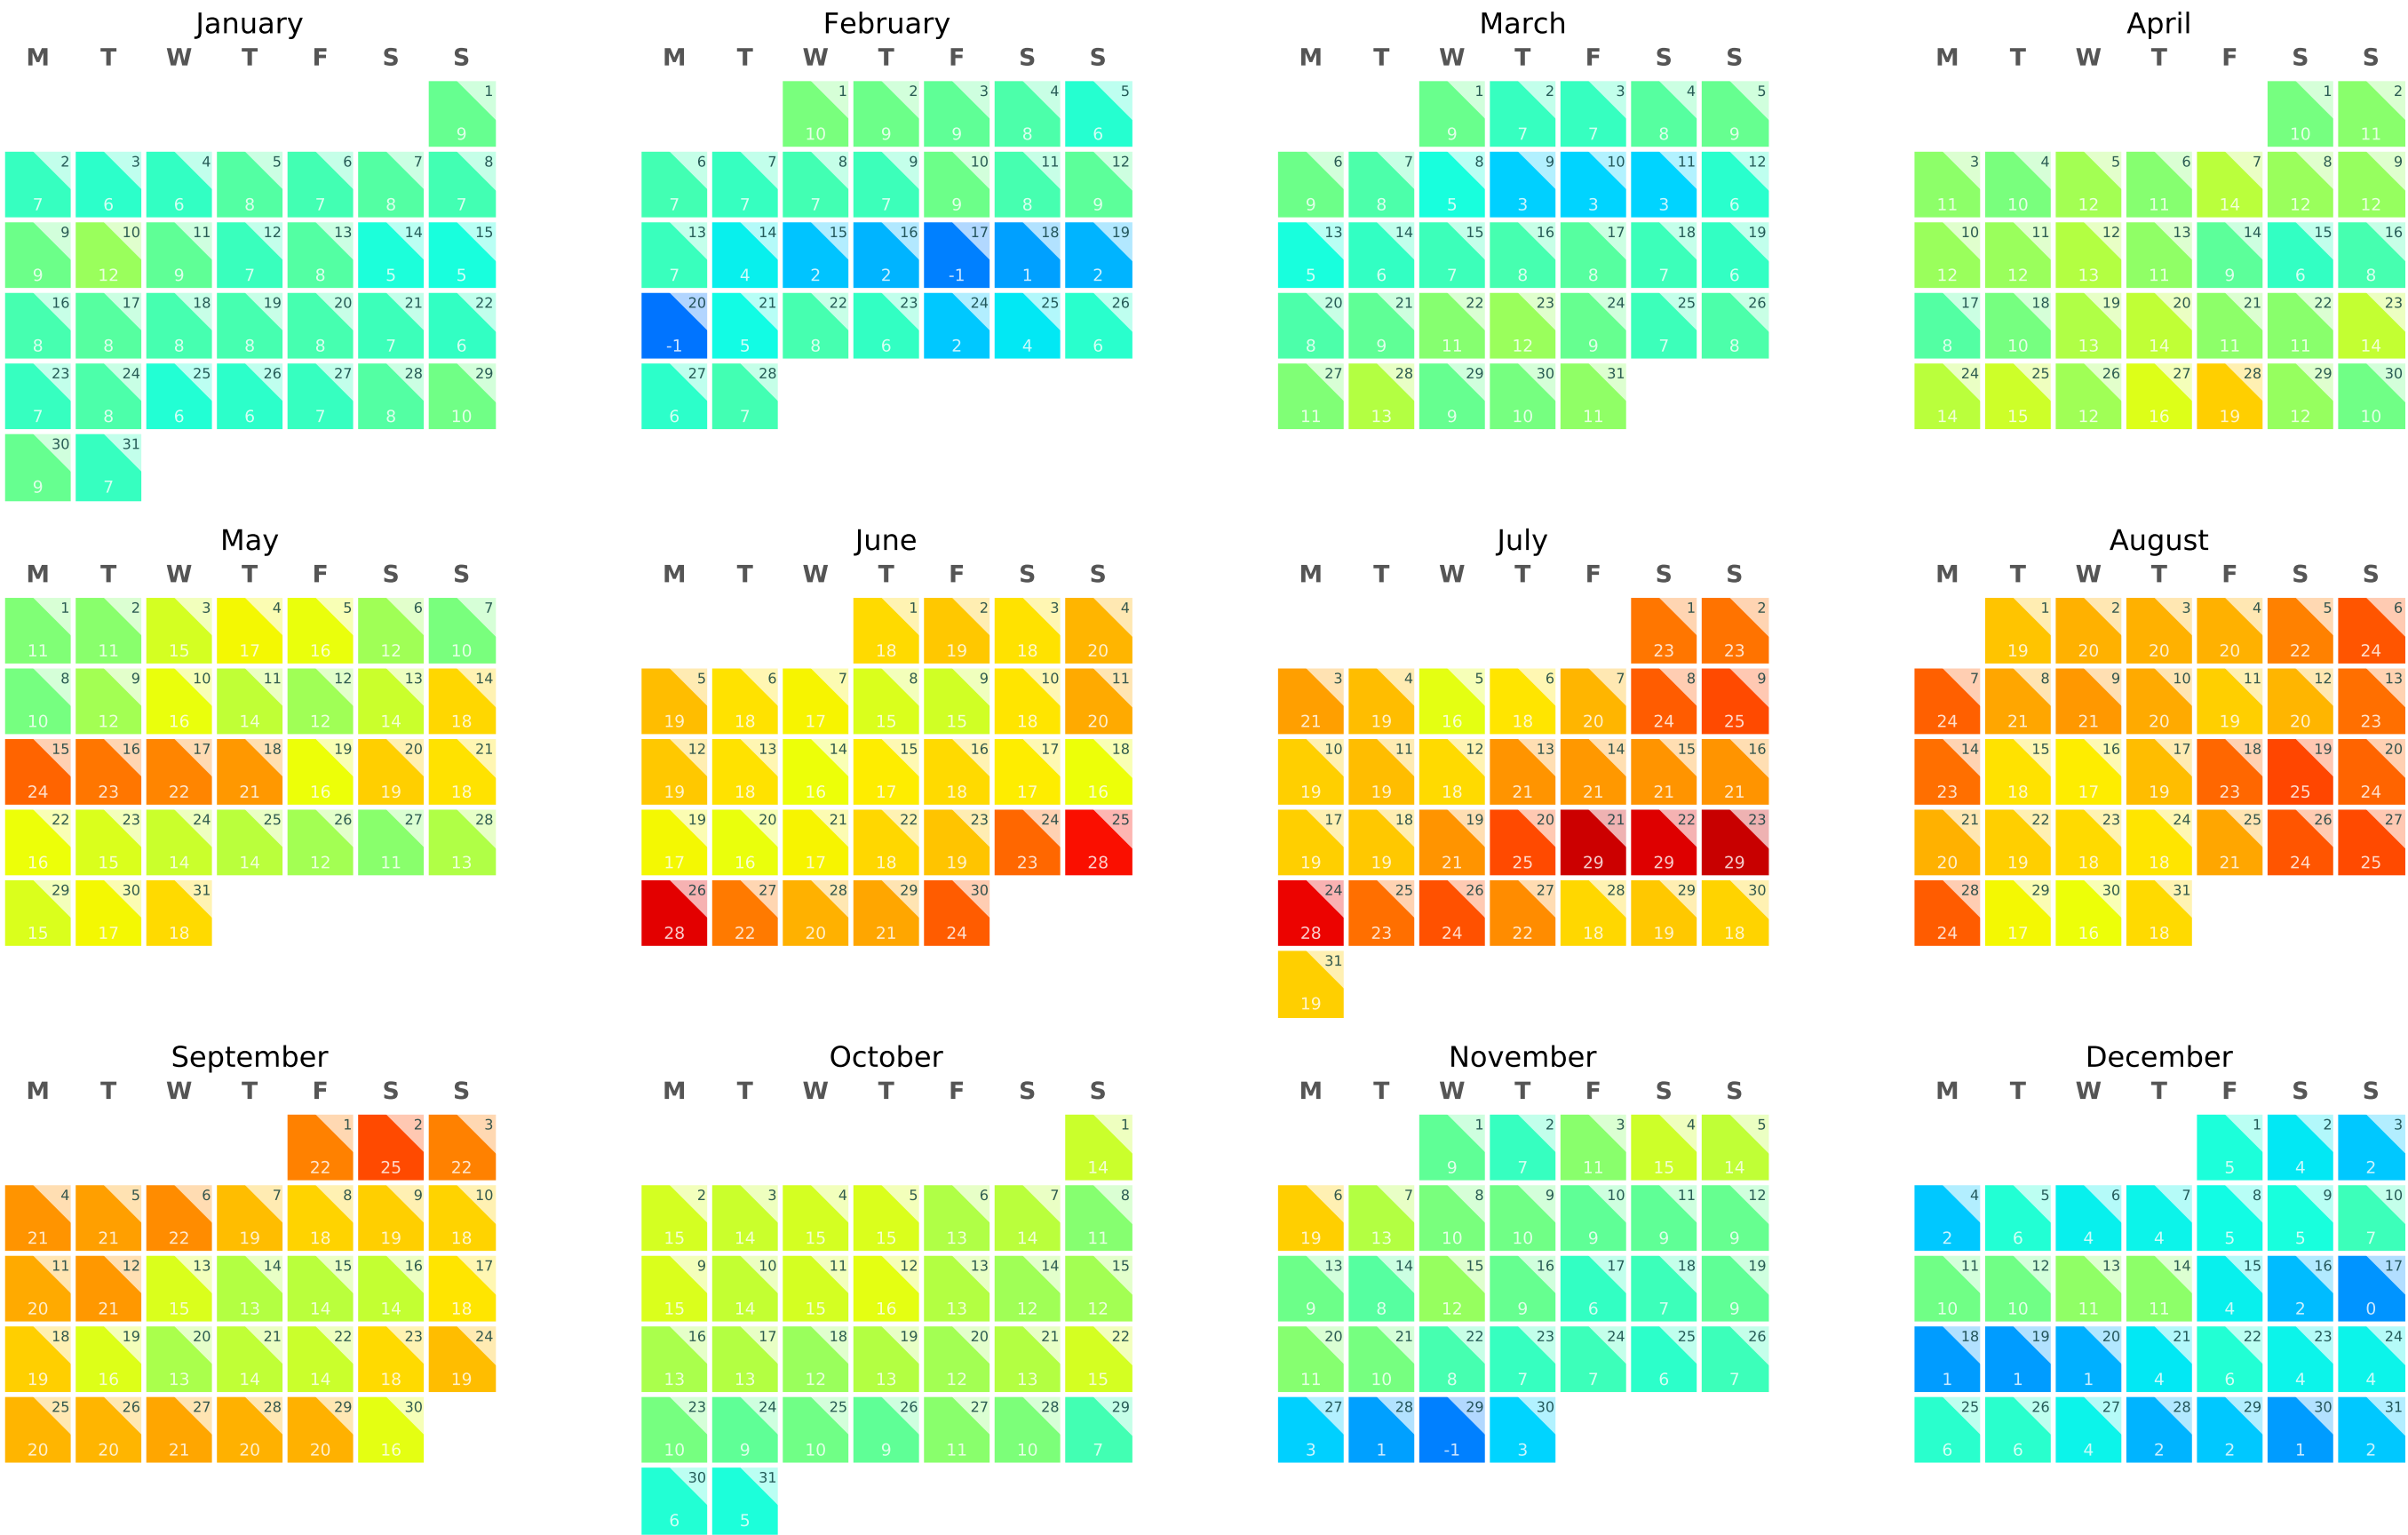 January February March April
M T W T F S S M T W T F S S M T W T F S S M T W T F S S
1 1 2 3 4 5 1 2 3 4 5 1 2
9 10 9 9 8 6 9 7 7 8 9 10 11
2 3 4 5 6 7 8 6 7 8 9 10 11 12 6 7 8 9 10 11 12 3 4 5 6 7 8 9
7 6 6 8 7 8 7 7 7 7 7 9 8 9 9 8 5 3 3 3 6 11 10 12 11 14 12 12
9 10 11 12 13 14 15 13 14 15 16 17 18 19 13 14 15 16 17 18 19 10 11 12 13 14 15 16
9 12 9 7 8 5 5 7 4 2 2 -1 1 2 5 6 7 8 8 7 6 12 12 13 11 9 6 8
16 17 18 19 20 21 22 20 21 22 23 24 25 26 20 21 22 23 24 25 26 17 18 19 20 21 22 23
8 8 8 8 8 7 6 -1 5 8 6 2 4 6 8 9 11 12 9 7 8 8 10 13 14 11 11 14
23 24 25 26 27 28 29 27 28 27 28 29 30 31 24 25 26 27 28 29 30
7 8 6 6 7 8 10 6 7 11 13 9 10 11 14 15 12 16 19 12 10
30 31
9 7
May June July August
M T W T F S S M T W T F S S M T W T F S S M T W T F S S
1 2 3 4 5 6 7 1 2 3 4 1 2 1 2 3 4 5 6
11 11 15 17 16 12 10 18 19 18 20 23 23 19 20 20 20 22 24
8 9 10 11 12 13 14 5 6 7 8 9 10 11 3 4 5 6 7 8 9 7 8 9 10 11 12 13
10 12 16 14 12 14 18 19 18 17 15 15 18 20 21 19 16 18 20 24 25 24 21 21 20 19 20 23
15 16 17 18 19 20 21 12 13 14 15 16 17 18 10 11 12 13 14 15 16 14 15 16 17 18 19 20
24 23 22 21 16 19 18 19 18 16 17 18 17 16 19 19 18 21 21 21 21 23 18 17 19 23 25 24
22 23 24 25 26 27 28 19 20 21 22 23 24 25 17 18 19 20 21 22 23 21 22 23 24 25 26 27
16 15 14 14 12 11 13 17 16 17 18 19 23 28 19 19 21 25 29 29 29 20 19 18 18 21 24 25
29 30 31 26 27 28 29 30 24 25 26 27 28 29 30 28 29 30 31
15 17 18 28 22 20 21 24 28 23 24 22 18 19 18 24 17 16 18
31
19
September October November December
M T W T F S S M T W T F S S M T W T F S S M T W T F S S
1 2 3 1 1 2 3 4 5 1 2 3
22 25 22 14 9 7 11 15 14 5 4 2
4 5 6 7 8 9 10 2 3 4 5 6 7 8 6 7 8 9 10 11 12 4 5 6 7 8 9 10
21 21 22 19 18 19 18 15 14 15 15 13 14 11 19 13 10 10 9 9 9 2 6 4 4 5 5 7
11 12 13 14 15 16 17 9 10 11 12 13 14 15 13 14 15 16 17 18 19 11 12 13 14 15 16 17
20 21 15 13 14 14 18 15 14 15 16 13 12 12 9 8 12 9 6 7 9 10 10 11 11 4 2 0
18 19 20 21 22 23 24 16 17 18 19 20 21 22 20 21 22 23 24 25 26 18 19 20 21 22 23 24
19 16 13 14 14 18 19 13 13 12 13 12 13 15 11 10 8 7 7 6 7 1 1 1 4 6 4 4
25 26 27 28 29 30 23 24 25 26 27 28 29 27 28 29 30 25 26 27 28 29 30 31
20 20 21 20 20 16 10 9 10 9 11 10 7 3 1 -1 3 6 6 4 2 2 1 2
30 31
6 5